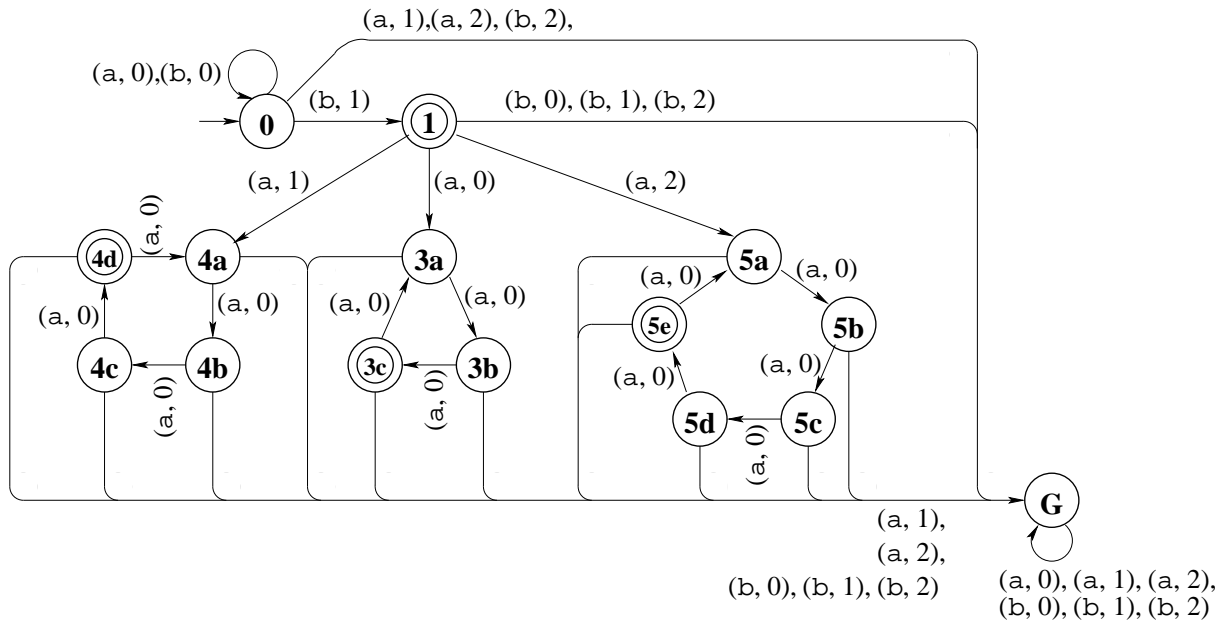 (a, 1),(a, 2), (b, 2),
(a, 0),(b, 0)
(b, 1)
(b, 0), (b, 1), (b, 2)
0
1
(a, 1)
(a, 0)
(a, 2)
(a, 0)
4d
4a
3a
5a
(a, 0)
(a, 0)
(a, 0)
(a, 0)
(a, 0)
(a, 0)
(a, 0)
5e
5b
4c
4b
3c
3b
(a, 0)
(a, 0)
(a, 0)
(a, 0)
5d
5c
(a, 0)
G
(a, 1),
(a, 2),
(b, 0), (b, 1), (b, 2)
(a, 0), (a, 1), (a, 2),
(b, 0), (b, 1), (b, 2)